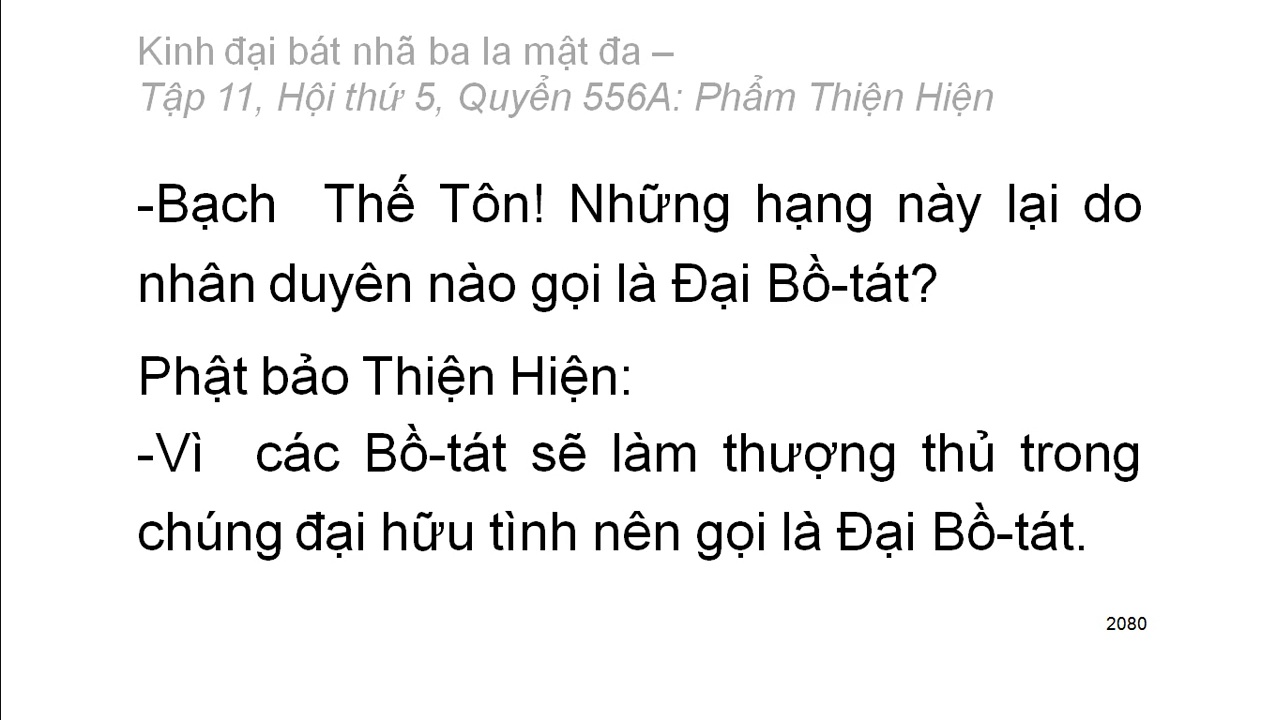 Kinh đại bát nhã ba la mật đa –
Tập 11, Hội thứ 5, Quyển 556A: Phẩm Thiện Hiện
-Bạch Thế Tôn! Những hạng này lại do
nhân duyên nào gọi là Đại Bồ-tát?
Phật bảo Thiện Hiện:
-Vì các Bồ-tát sẽ làm thượng thủ trong
chúng đại hữu tình nên gọi là Đại Bồ-tát.
2080